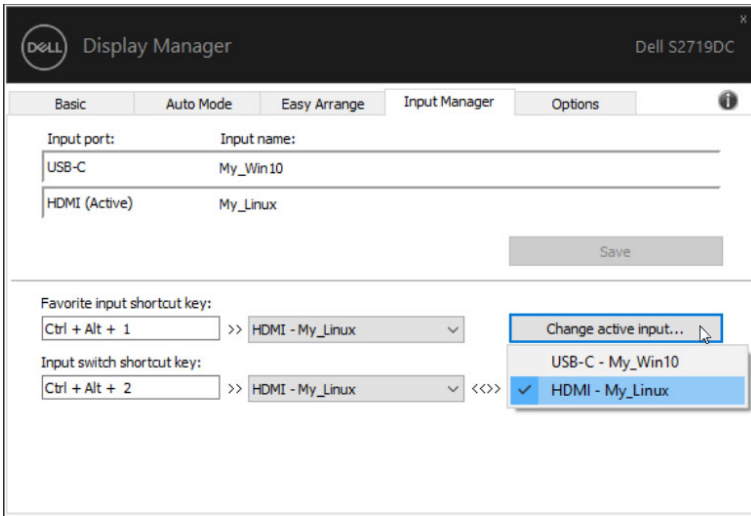 x
DELL Display Manager Dell S2719DC
Basic Auto Mode Easy Arrange Input Manager Options i
Input port: Input name:
USB-C My_Win10
HDMI (Active) My_Linux
Save
Favorite input shortcut key:
Ctrl + Alt + 1 >> HDMI - My_Linux Change active input...
USB-C - My_Win10
Input switch shortcut key:
Ctrl + Alt + 2 >> HDMI - My_Linux <<>> HDMI - My_Linux